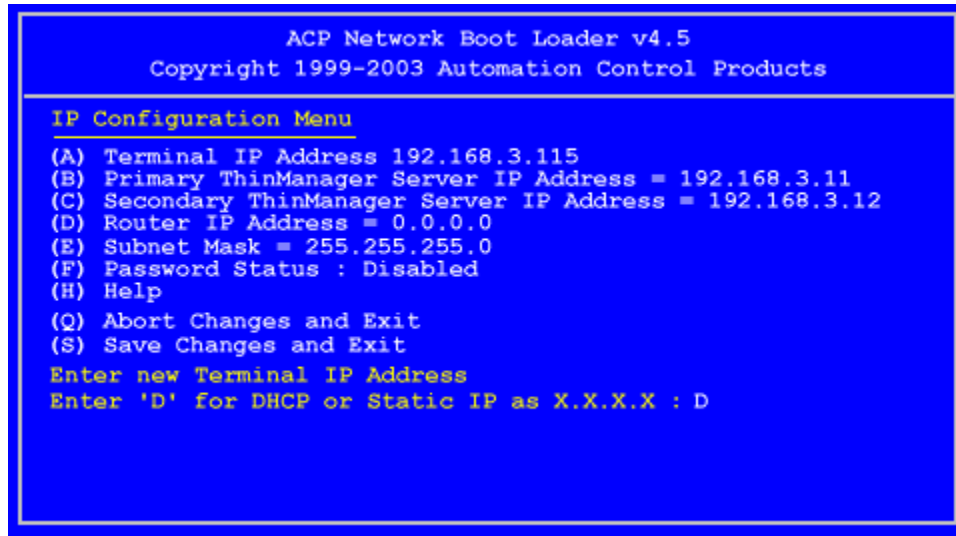 ACP Network Boot Loader v4.5
Copyright 1999-2003 Automation Control Products
IP Configuration Menu
(A) Terminal IP Address 192.168.3.115
(B) Primary ThinManager Server IP Address = 192.168.3.11
(C) Secondary ThinManager Server IP Address = 192.168.3.12
(D) Router IP Address = 0.0.0.0
(E) Subnet Mask = 255.255.255.0
(F) Password Status : Disabled
(H) Help
(Q) Abort Changes and Exit
(S) Save Changes and Exit
Enter new Terminal IP Address
Enter 'D' for DHCP or Static IP as X.X.X.X : D